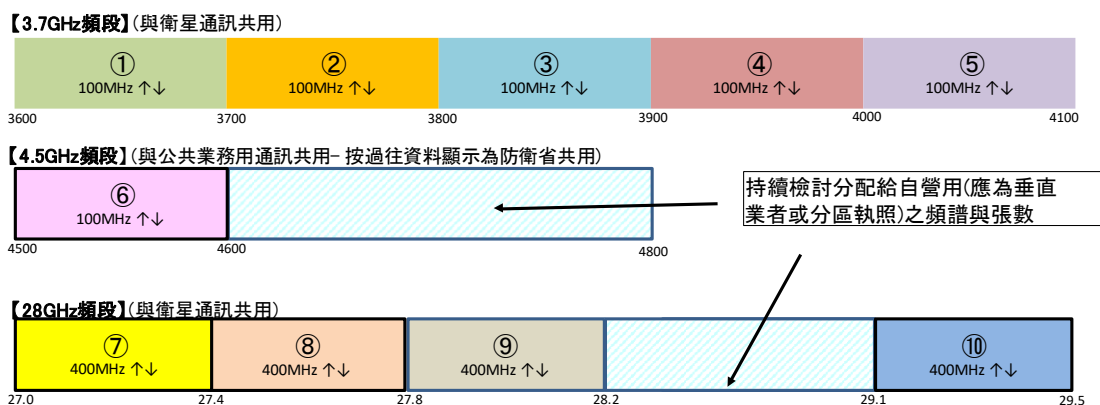 【3.7GHz頻段】(與衛星通訊共用)
① ② ③ ④ ⑤
100MHz ↑↓ 100MHz ↑↓ 100MHz ↑↓ 100MHz ↑↓ 100MHz ↑↓
3600 3700 3800 3900 4000 4100
【4.5GHz頻段】(與公共業務用通訊共用- 按過往資料顯示為防衛省共用)
⑥
100MHz ↑↓
4500 4600 4800
持續檢討分配給自營用(應為垂直
業者或分區執照)之頻譜與張數
【28GHz頻段】(與衛星通訊共用)
⑦ ⑧ ⑨ ⑩
400MHz ↑↓ 400MHz ↑↓ 400MHz ↑↓ 400MHz ↑↓
27.0 27.4 27.8 28.2 29.1 29.5